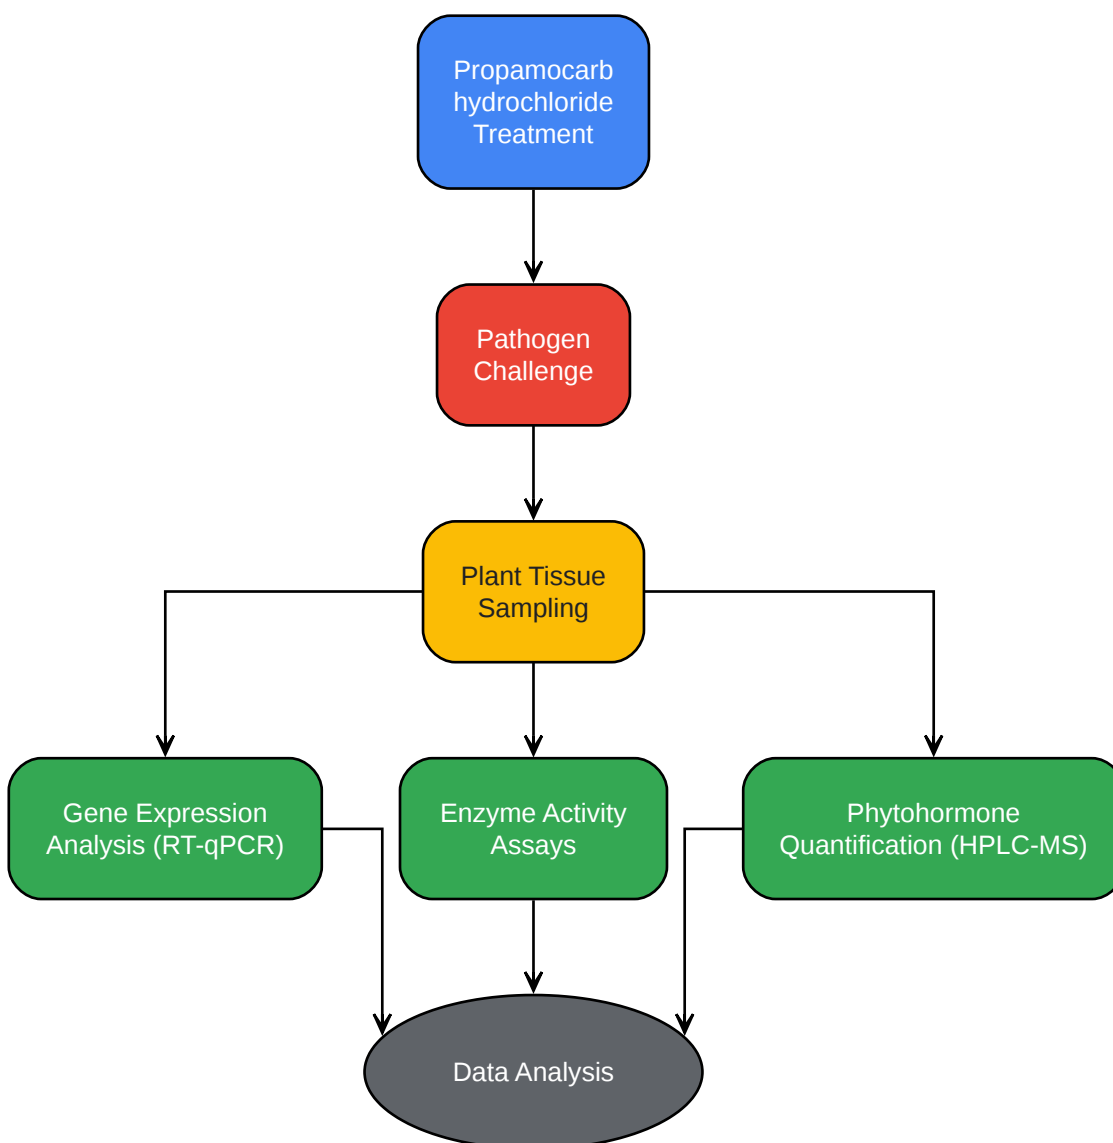 Propamocarb
hydrochloride
Treatment
Pathogen
Challenge
Plant Tissue
Sampling
Gene Expression
Analysis (RT-qPCR)
Enzyme Activity
Assays
Phytohormone
Quantification (HPLC-MS)
Data Analysis